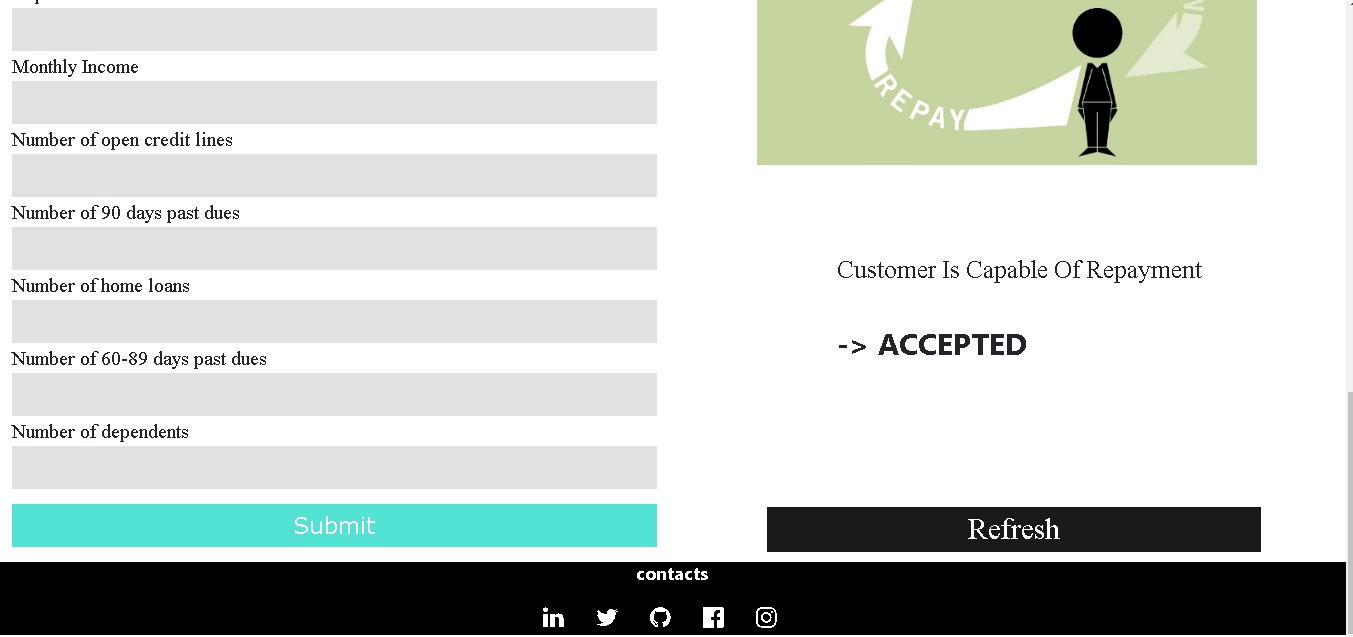 Monthly Income
Number of open credit lines
Number of 90 days past dues
Number of home loans
Number of 60-89 days past dues
Number of dependents
Submit
REPAY
Customer Is Capable Of Repayment
-> ACCEPTED
Refresh
contacts